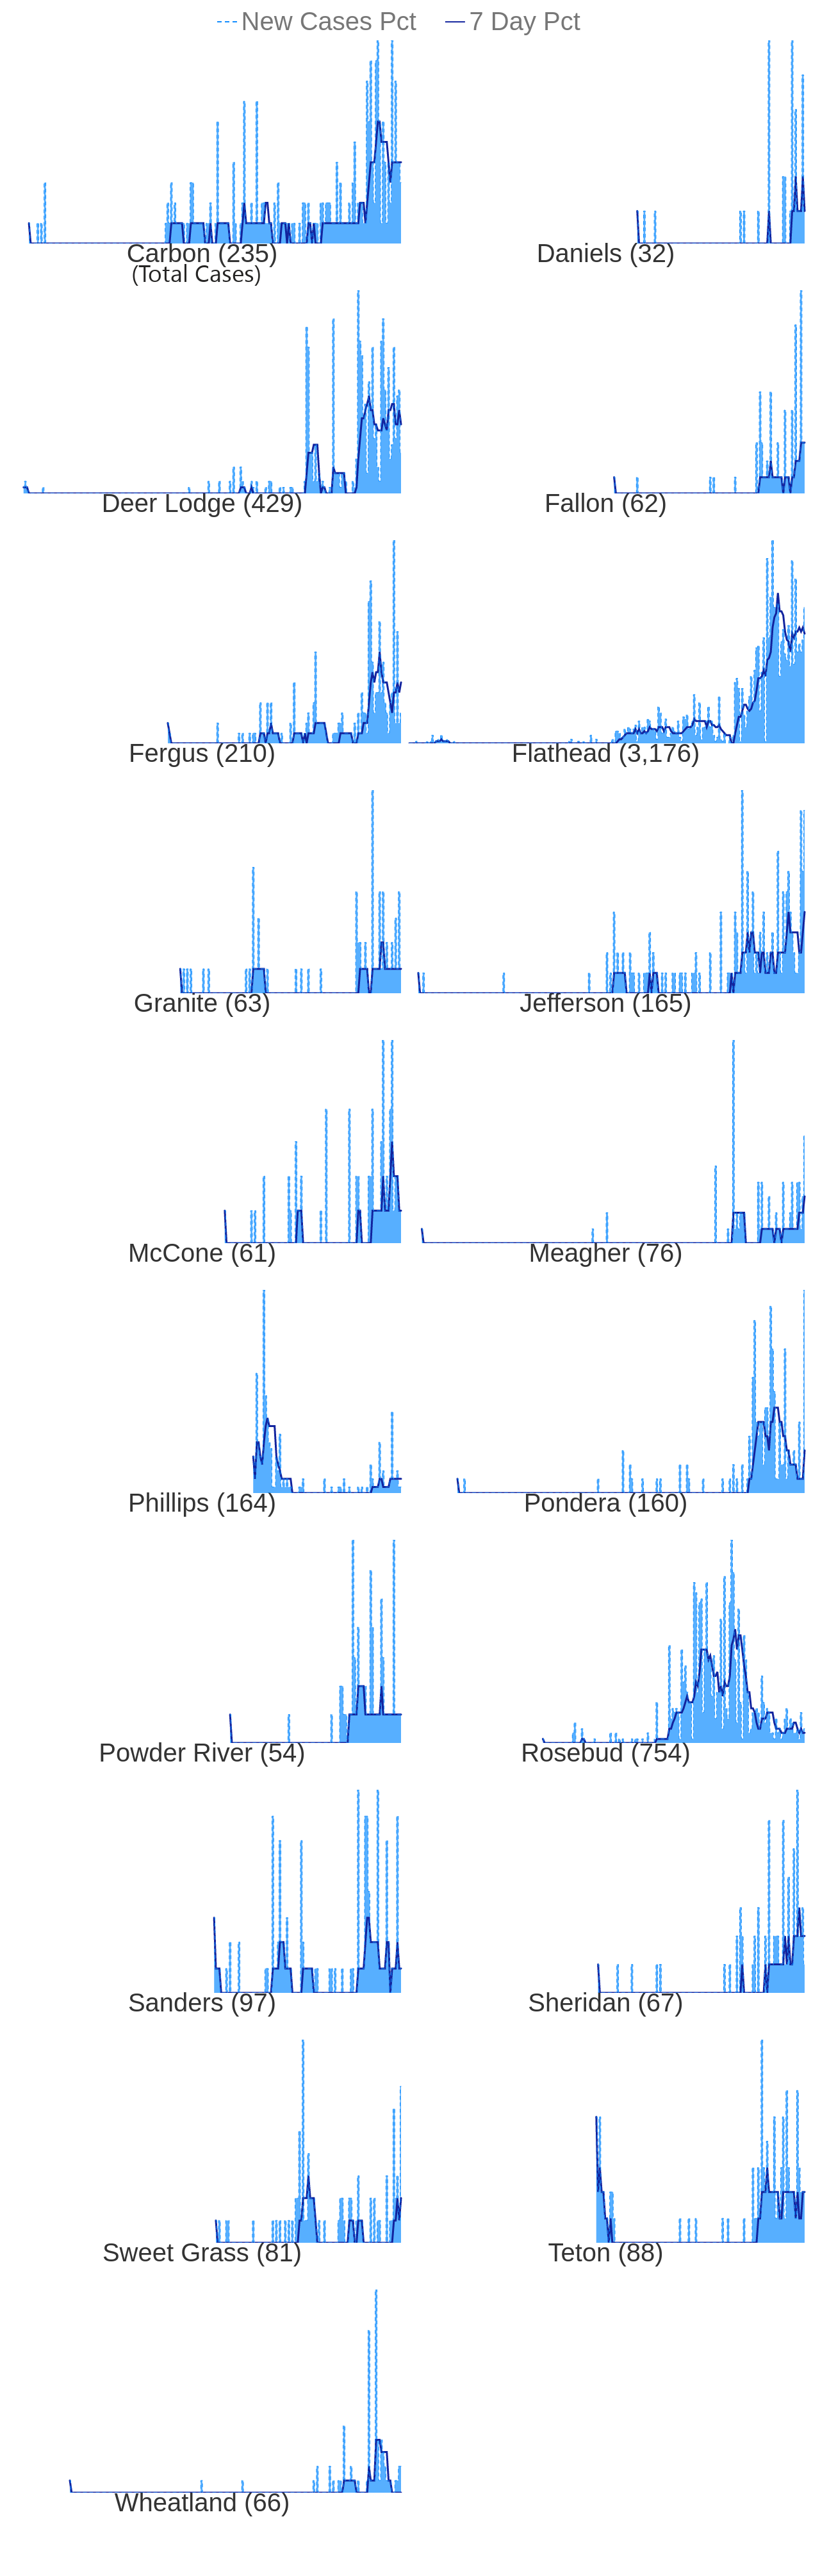 New Cases Pct 7 Day Pct
Carbon (235) Daniels (32)
(Total Cases)
Deer Lodge (429) Fallon (62)
Fergus (210) Flathead (3,176)
Granite (63) Jefferson (165)
McCone (61) Meagher (76)
Phillips (164) Pondera (160)
Powder River (54) Rosebud (754)
Sanders (97) Sheridan (67)
Sweet Grass (81) Teton (88)
Wheatland (66)